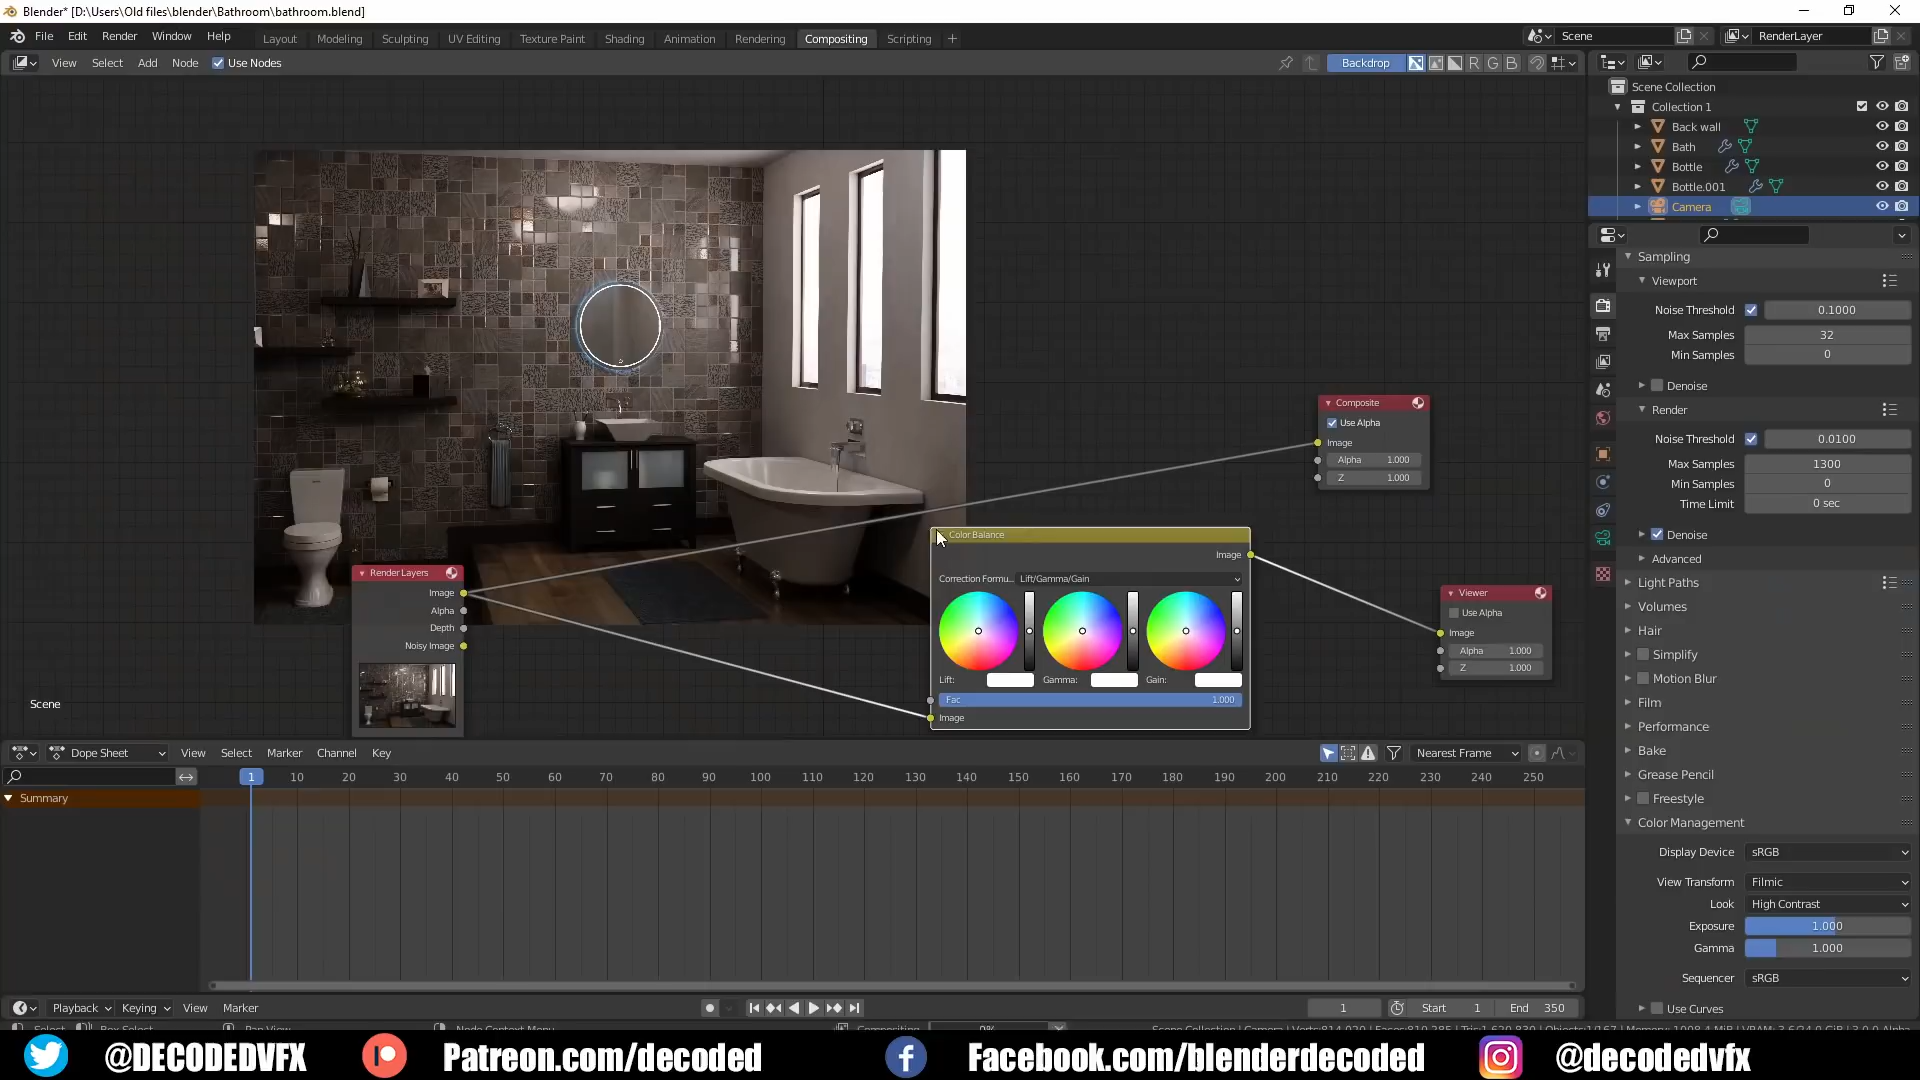 Blender* [D:\Users\Old files\blender\Bathroom\bathroom.blend]
File Edit Render Window Help Layout Modeling Sculpting UV Editing Texture Paint Shading Animation Rendering Compositing Scripting + Scene RenderLayer
View Select Add Node Use Nodes Backdrop R G B
Scene Collection
Collection 1
Back wall
Bath
Bottle
Bottle.001
Camera
Sampling
Viewport
Noise Threshold 0.1000
Max Samples 32
Min Samples 0
Denoise
Render
Noise Threshold 0.0100
Max Samples 1300
Min Samples 0
Time Limit 0 sec
Denoise
Advanced
Light Paths
Volumes
Hair
Simplify
Motion Blur
Film
Performance
Bake
Grease Pencil
Freestyle
Color Management
Display Device sRGB
View Transform Filmic
Look High Contrast
Exposure 1.000
Gamma 1.000
Sequencer sRGB
Use Curves
Composite
Use Alpha
Image
Alpha 1.000
Z 1.000
Color Balance
Image
Correction Formu... Lift/Gamma/Gain
Lift: Gamma: Gain:
Fac 1.000
Image
Viewer
Use Alpha
Image
Alpha 1.000
Z 1.000
Render Layers
Image
Alpha
Depth
Noisy Image
Scene
Dope Sheet View Select Marker Channel Key Nearest Frame
1 10 20 30 40 50 60 70 80 90 100 110 120 130 140 150 160 170 180 190 200 210 220 230 240 250
Summary
Playback Keying View Marker 1 Start 1 End 350
@DECODEDVFX Patreon.com/decoded Facebook.com/blenderdecoded @decodedvfx